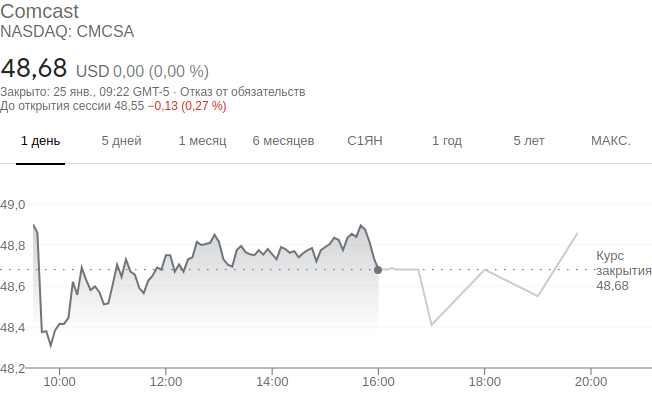 Comcast
NASDAQ: CMCSA
48,68 USD 0,00 (0,00 %)
Закрыто: 25 янв., 09:22 GMT-5 · Отказ от обязательств
До открытия сессии 48,55 −0,13 (0,27 %)
1 день 5 дней 1 месяц 6 месяцев С1ЯН 1 год 5 лет МАКС.
49,0
48,8
Курс
закрытия
48,68
48,6
48,4
48,2
10:00 12:00 14:00 16:00 18:00 20:00